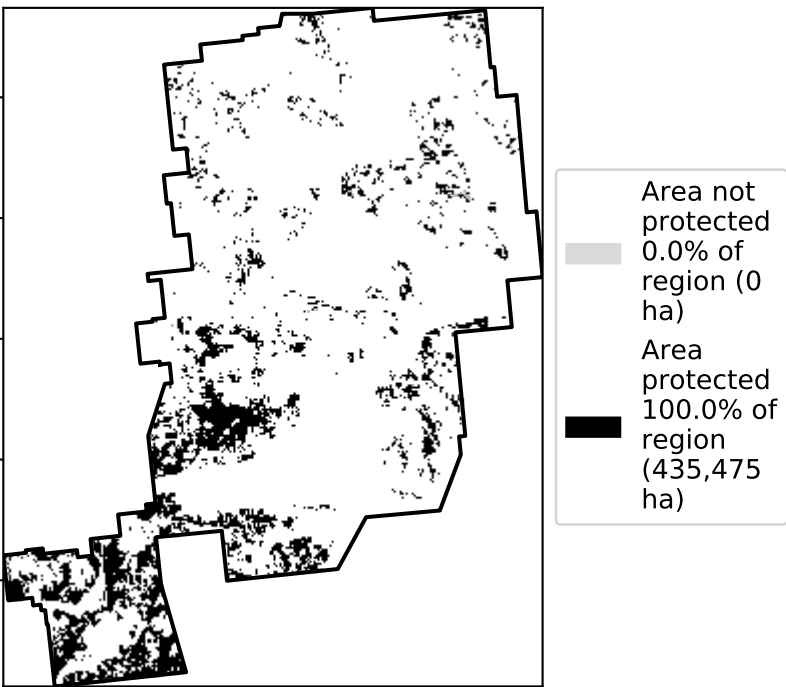 Area not
protected
0.0% of
region (0
ha)
Area
protected
100.0% of
region
(435,475
ha)